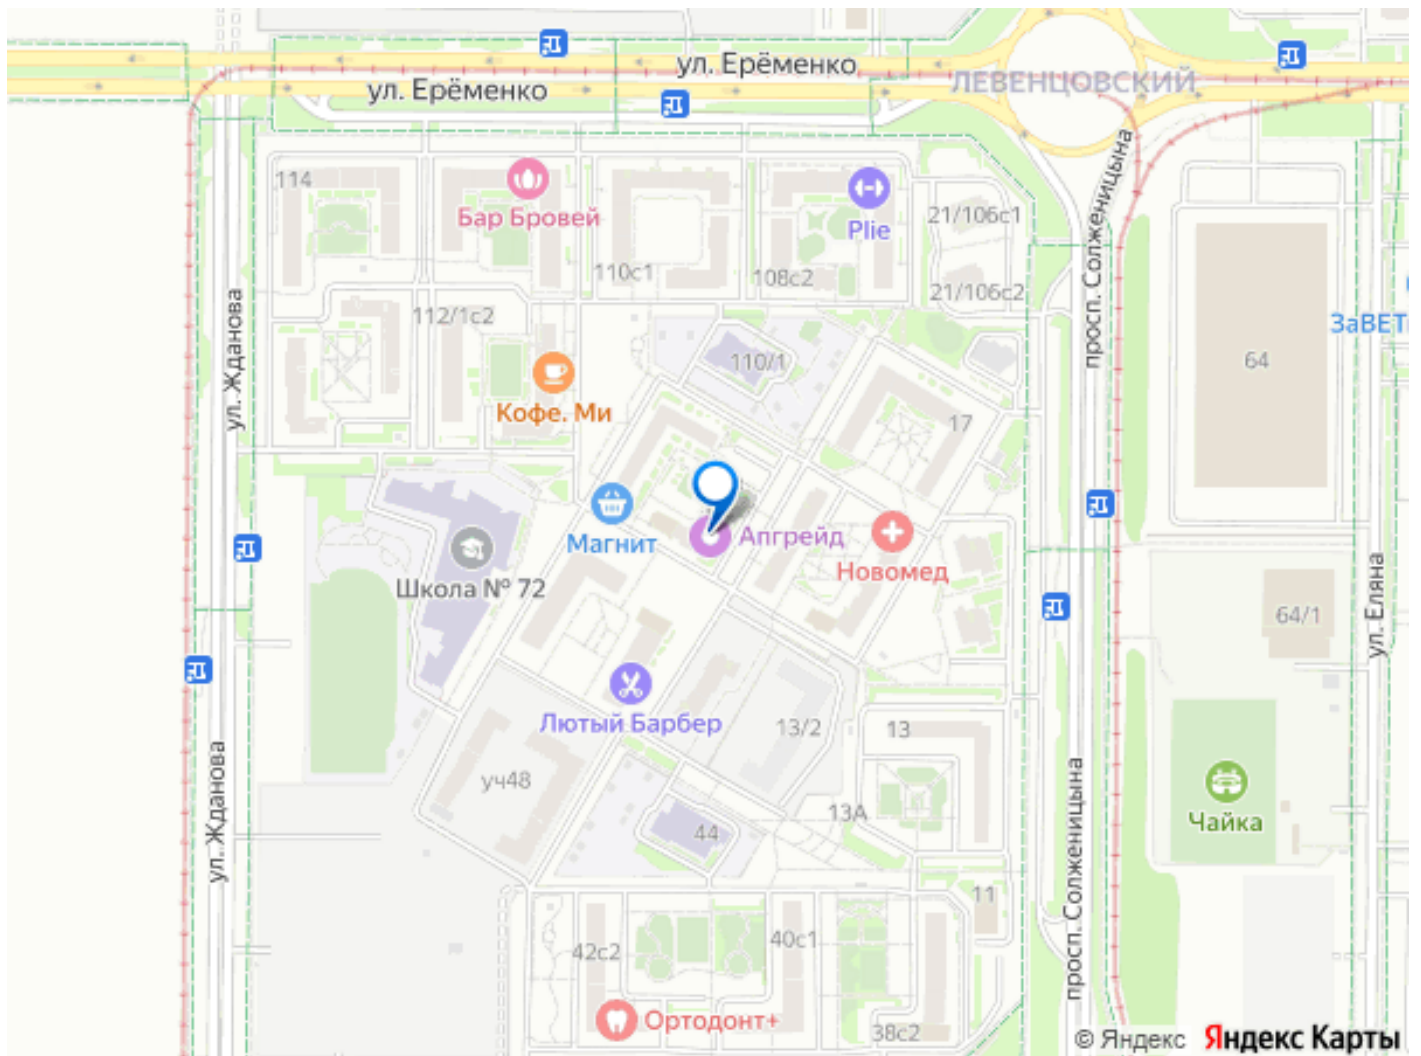 ул. Ерёменко
ул. Ерёменко
ЛЕВЕНЦОВСКИЙ
114
Бар Бровей
Plie
21/106с1
110с1
108с2
21/106с2
просп. Солженицына
ул. Жданова
112/1с2
ЗаВЕТ
110/1
64
Кофе. Ми
17
Магнит
Апгрейд
Новомед
Школа № 72
64/1
ул. Еляна
Лютый Барбер
13/2
13
уч48
ул. Жданова
13А
44
Чайка
просп. Солженицына
11
42с2
40с1
Ортодонт+
38с2
© Яндекс Яндекс Карты